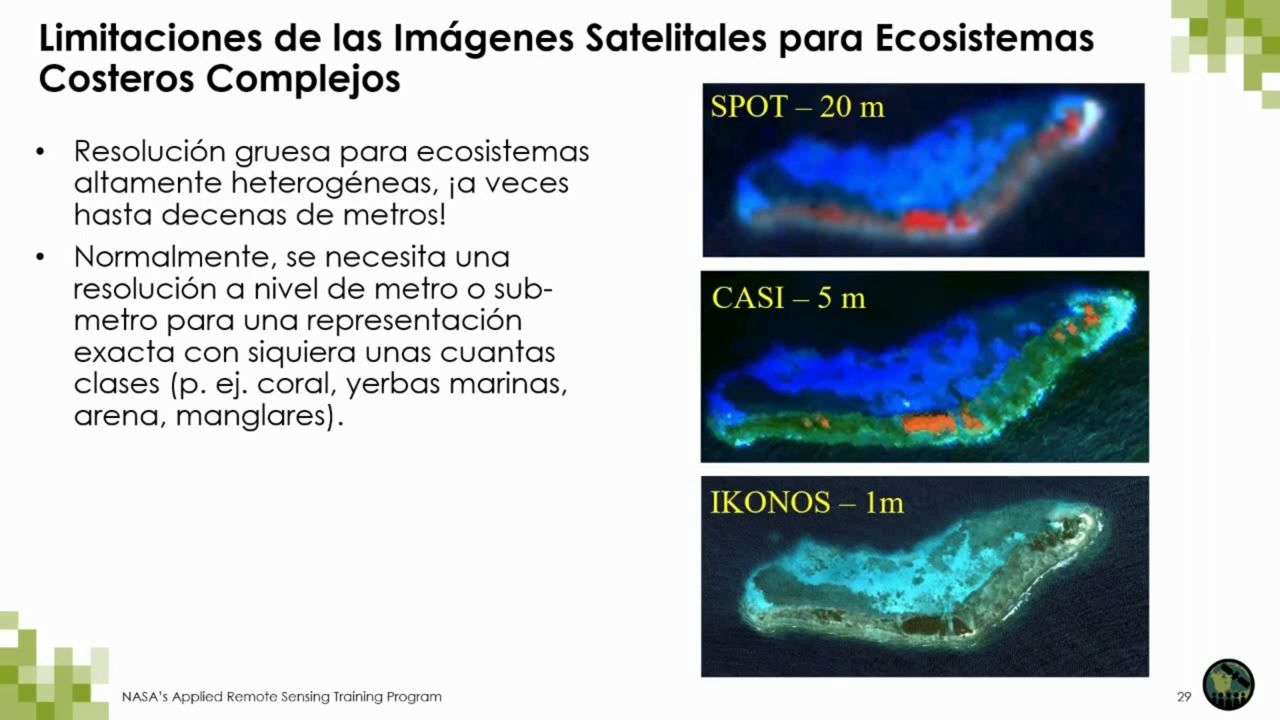 Limitaciones de las Imágenes Satelitales para Ecosistemas
Costeros Complejos
• Resolución gruesa para ecosistemas
altamente heterogéneas, ¡a veces
hasta decenas de metros!
• Normalmente, se necesita una
resolución a nivel de metro o sub-
metro para una representación
exacta con siquiera unas cuantas
clases (p. ej. coral, yerbas marinas,
arena, manglares).
SPOT – 20 m
CASI – 5 m
IKONOS – 1m
NASA's Applied Remote Sensing Training Program
29